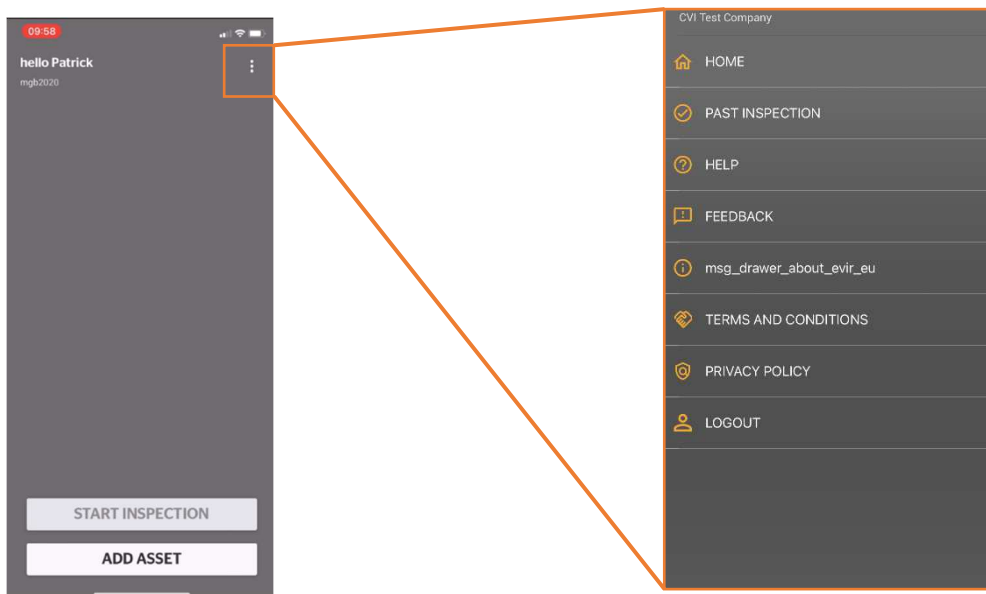 09:58
hello Patrick
mgb2020
START INSPECTION
ADD ASSET
CVI Test Company
HOME
PAST INSPECTION
HELP
FEEDBACK
msg_drawer_about_evir_eu
TERMS AND CONDITIONS
PRIVACY POLICY
LOGOUT